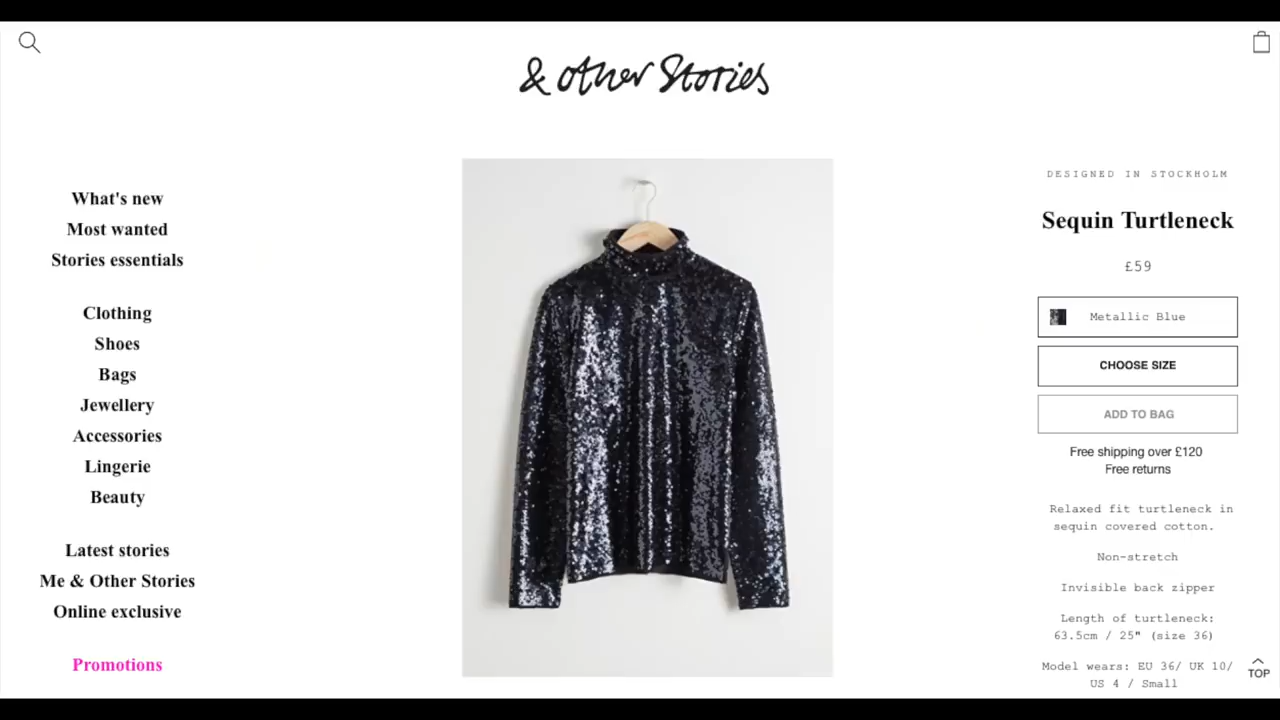 & other Stories
What's new
Most wanted
Stories essentials
Clothing
Shoes
Bags
Jewellery
Accessories
Lingerie
Beauty
Latest stories
Me & Other Stories
Online exclusive
Promotions
DESIGNED IN STOCKHOLM
Sequin Turtleneck
£59
Metallic Blue
CHOOSE SIZE
ADD TO BAG
Free shipping over £120
Free returns
Relaxed fit turtleneck in
sequin covered cotton.
Non-stretch
Invisible back zipper
Length of turtleneck:
63.5cm / 25" (size 36)
Model wears: EU 36/ UK 10/
US 4 / Small
TOP